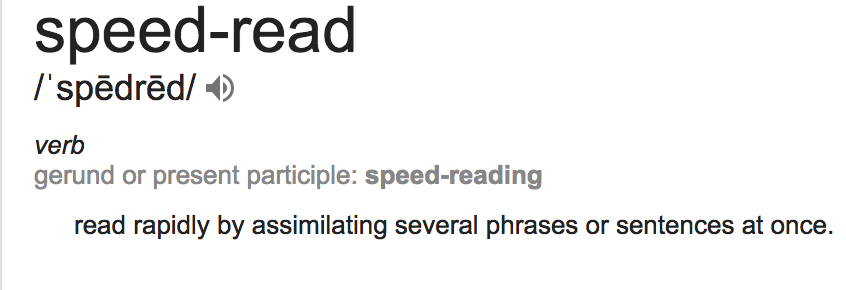 speed-read
/ˈspēdrēd/
verb
gerund or present participle: speed-reading
read rapidly by assimilating several phrases or sentences at once.